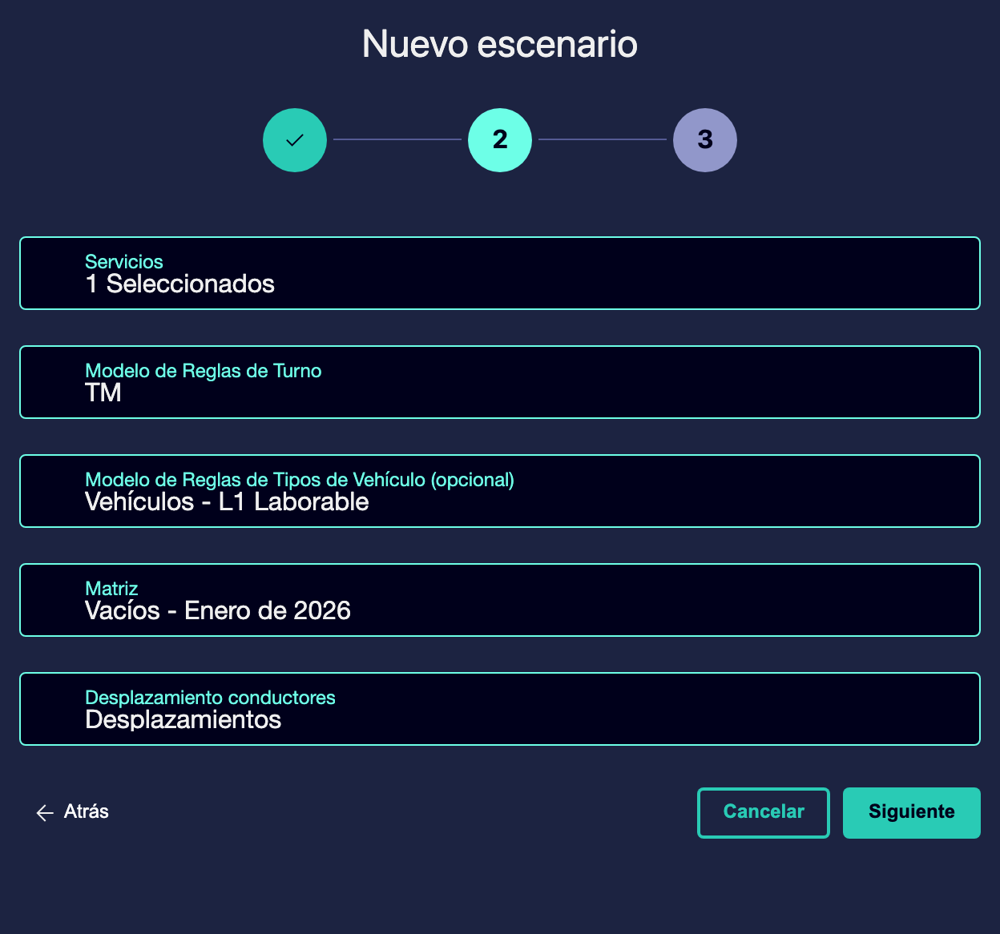 Nuevo escenario
2
3
Servicios
1 Seleccionados
Modelo de Reglas de Turno
TM
Modelo de Reglas de Tipos de Vehículo (opcional)
Vehículos - L1 Laborable
Matriz
Vacíos - Enero de 2026
Desplazamiento conductores
Desplazamientos
Atrás
Cancelar
Siguiente